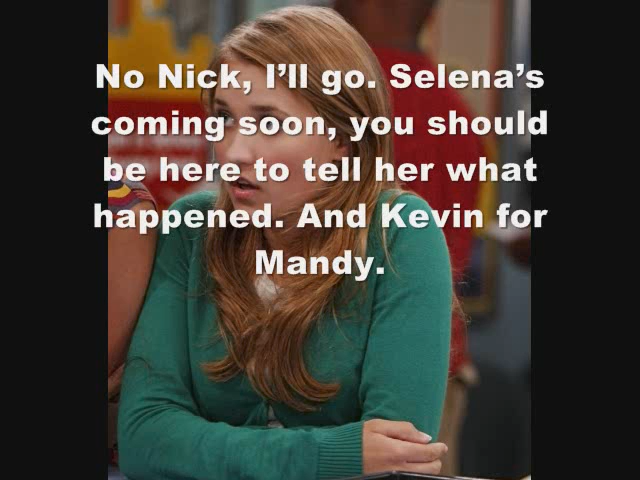 No Nick, I’ll go. Selena’s
coming soon, you should
be here to tell her what
happened. And Kevin for
Mandy.